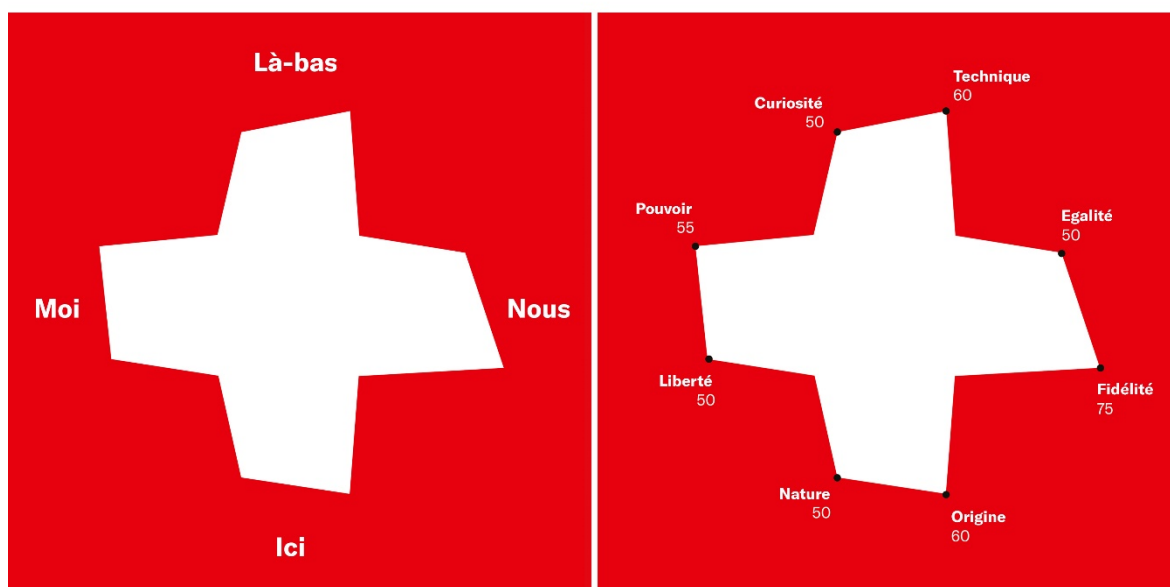 Là-bas
Moi
Nous
Ici
Technique
60
Curiosité
50
Pouvoir
55
Egalité
50
Liberté
50
Fidélité
75
Nature
50
Origine
60